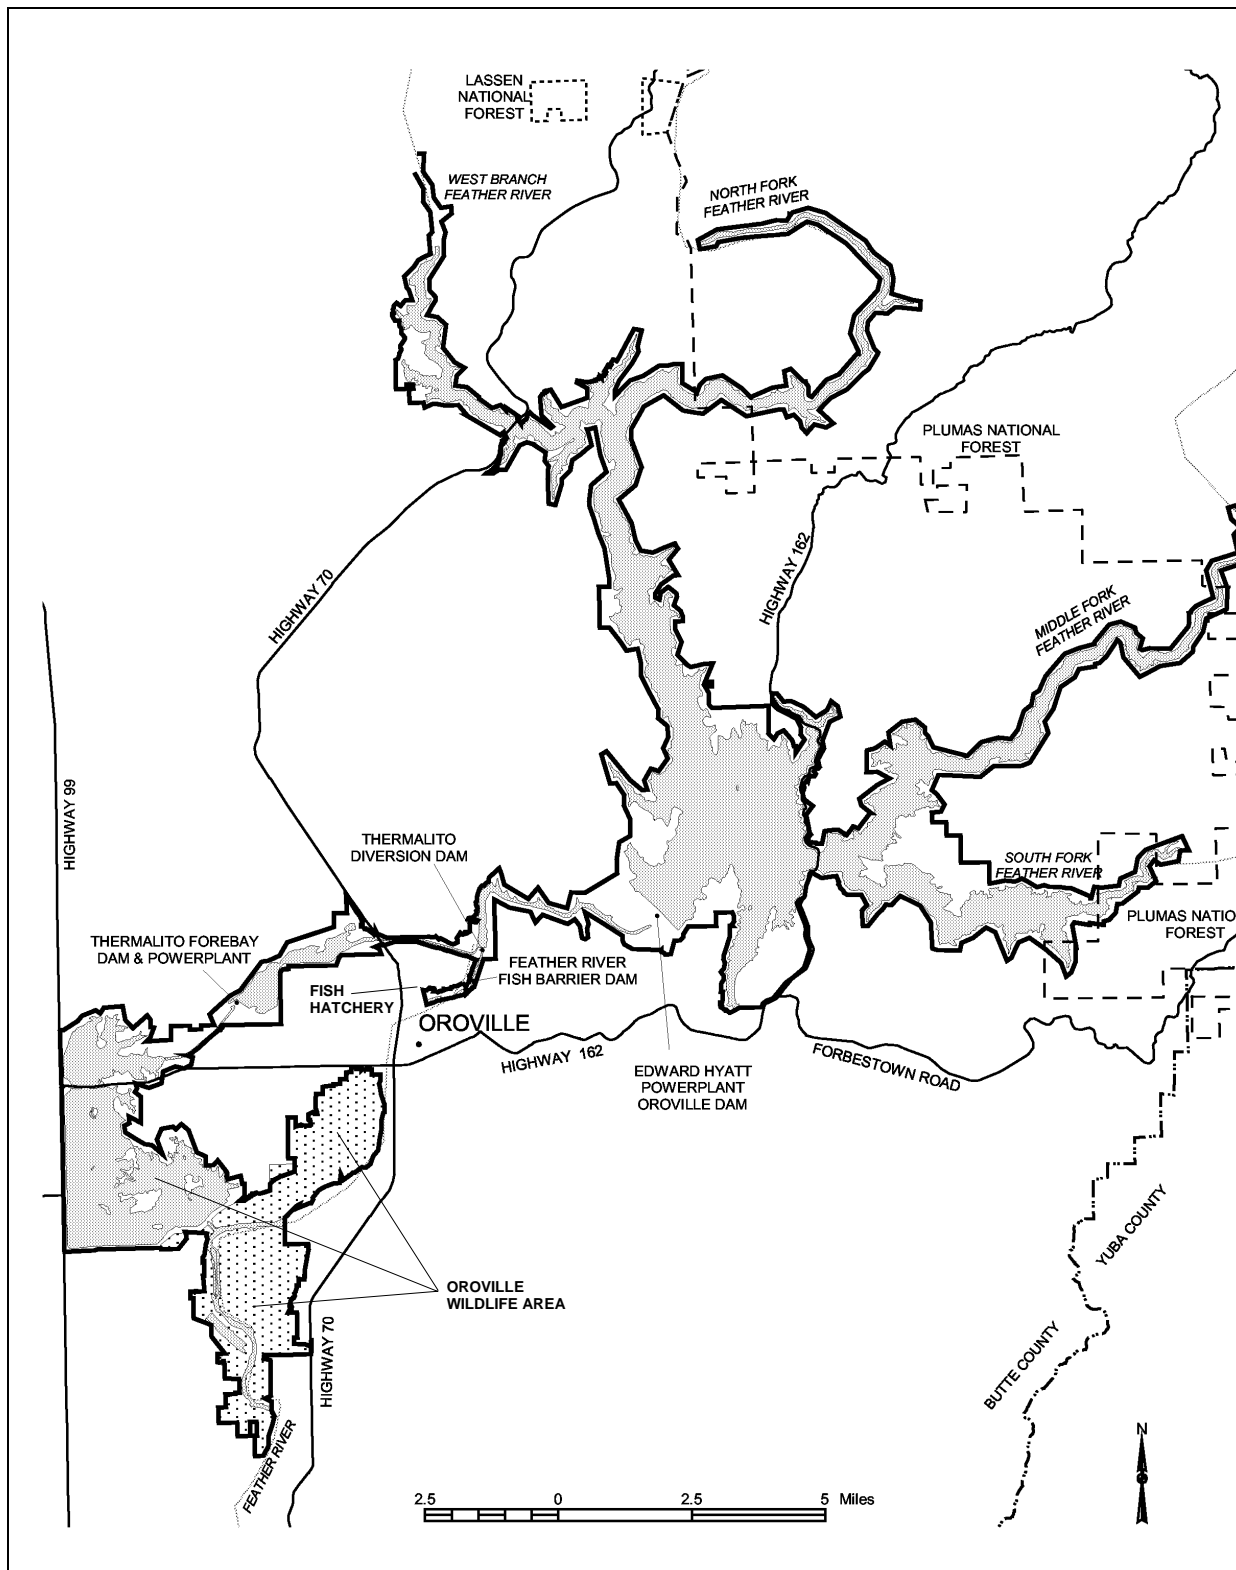 LASSEN
NATIONAL
FOREST
WEST BRANCH
FEATHER RIVER
NORTH FORK
FEATHER RIVER
PLUMAS NATIONAL
FOREST
HIGHWAY 70
HIGHWAY 162
MIDDLE FORK
FEATHER RIVER
HIGHWAY 99
THERMALITO
DIVERSION DAM
SOUTH FORK
FEATHER RIVER
PLUMAS NATIO
FOREST
THERMALITO FOREBAY
DAM & POWERPLANT
FEATHER RIVER
FISH BARRIER DAM
FISH
HATCHERY
OROVILLE
HIGHWAY 162
FORBESTOWN ROAD
EDWARD HYATT
POWERPLANT
OROVILLE DAM
YUBA COUNTY
OROVILLE
WILDLIFE AREA
HIGHWAY 70
BUTTE COUNTY
FEATHER RIVER
N
2.5 0 2.5 5 Miles